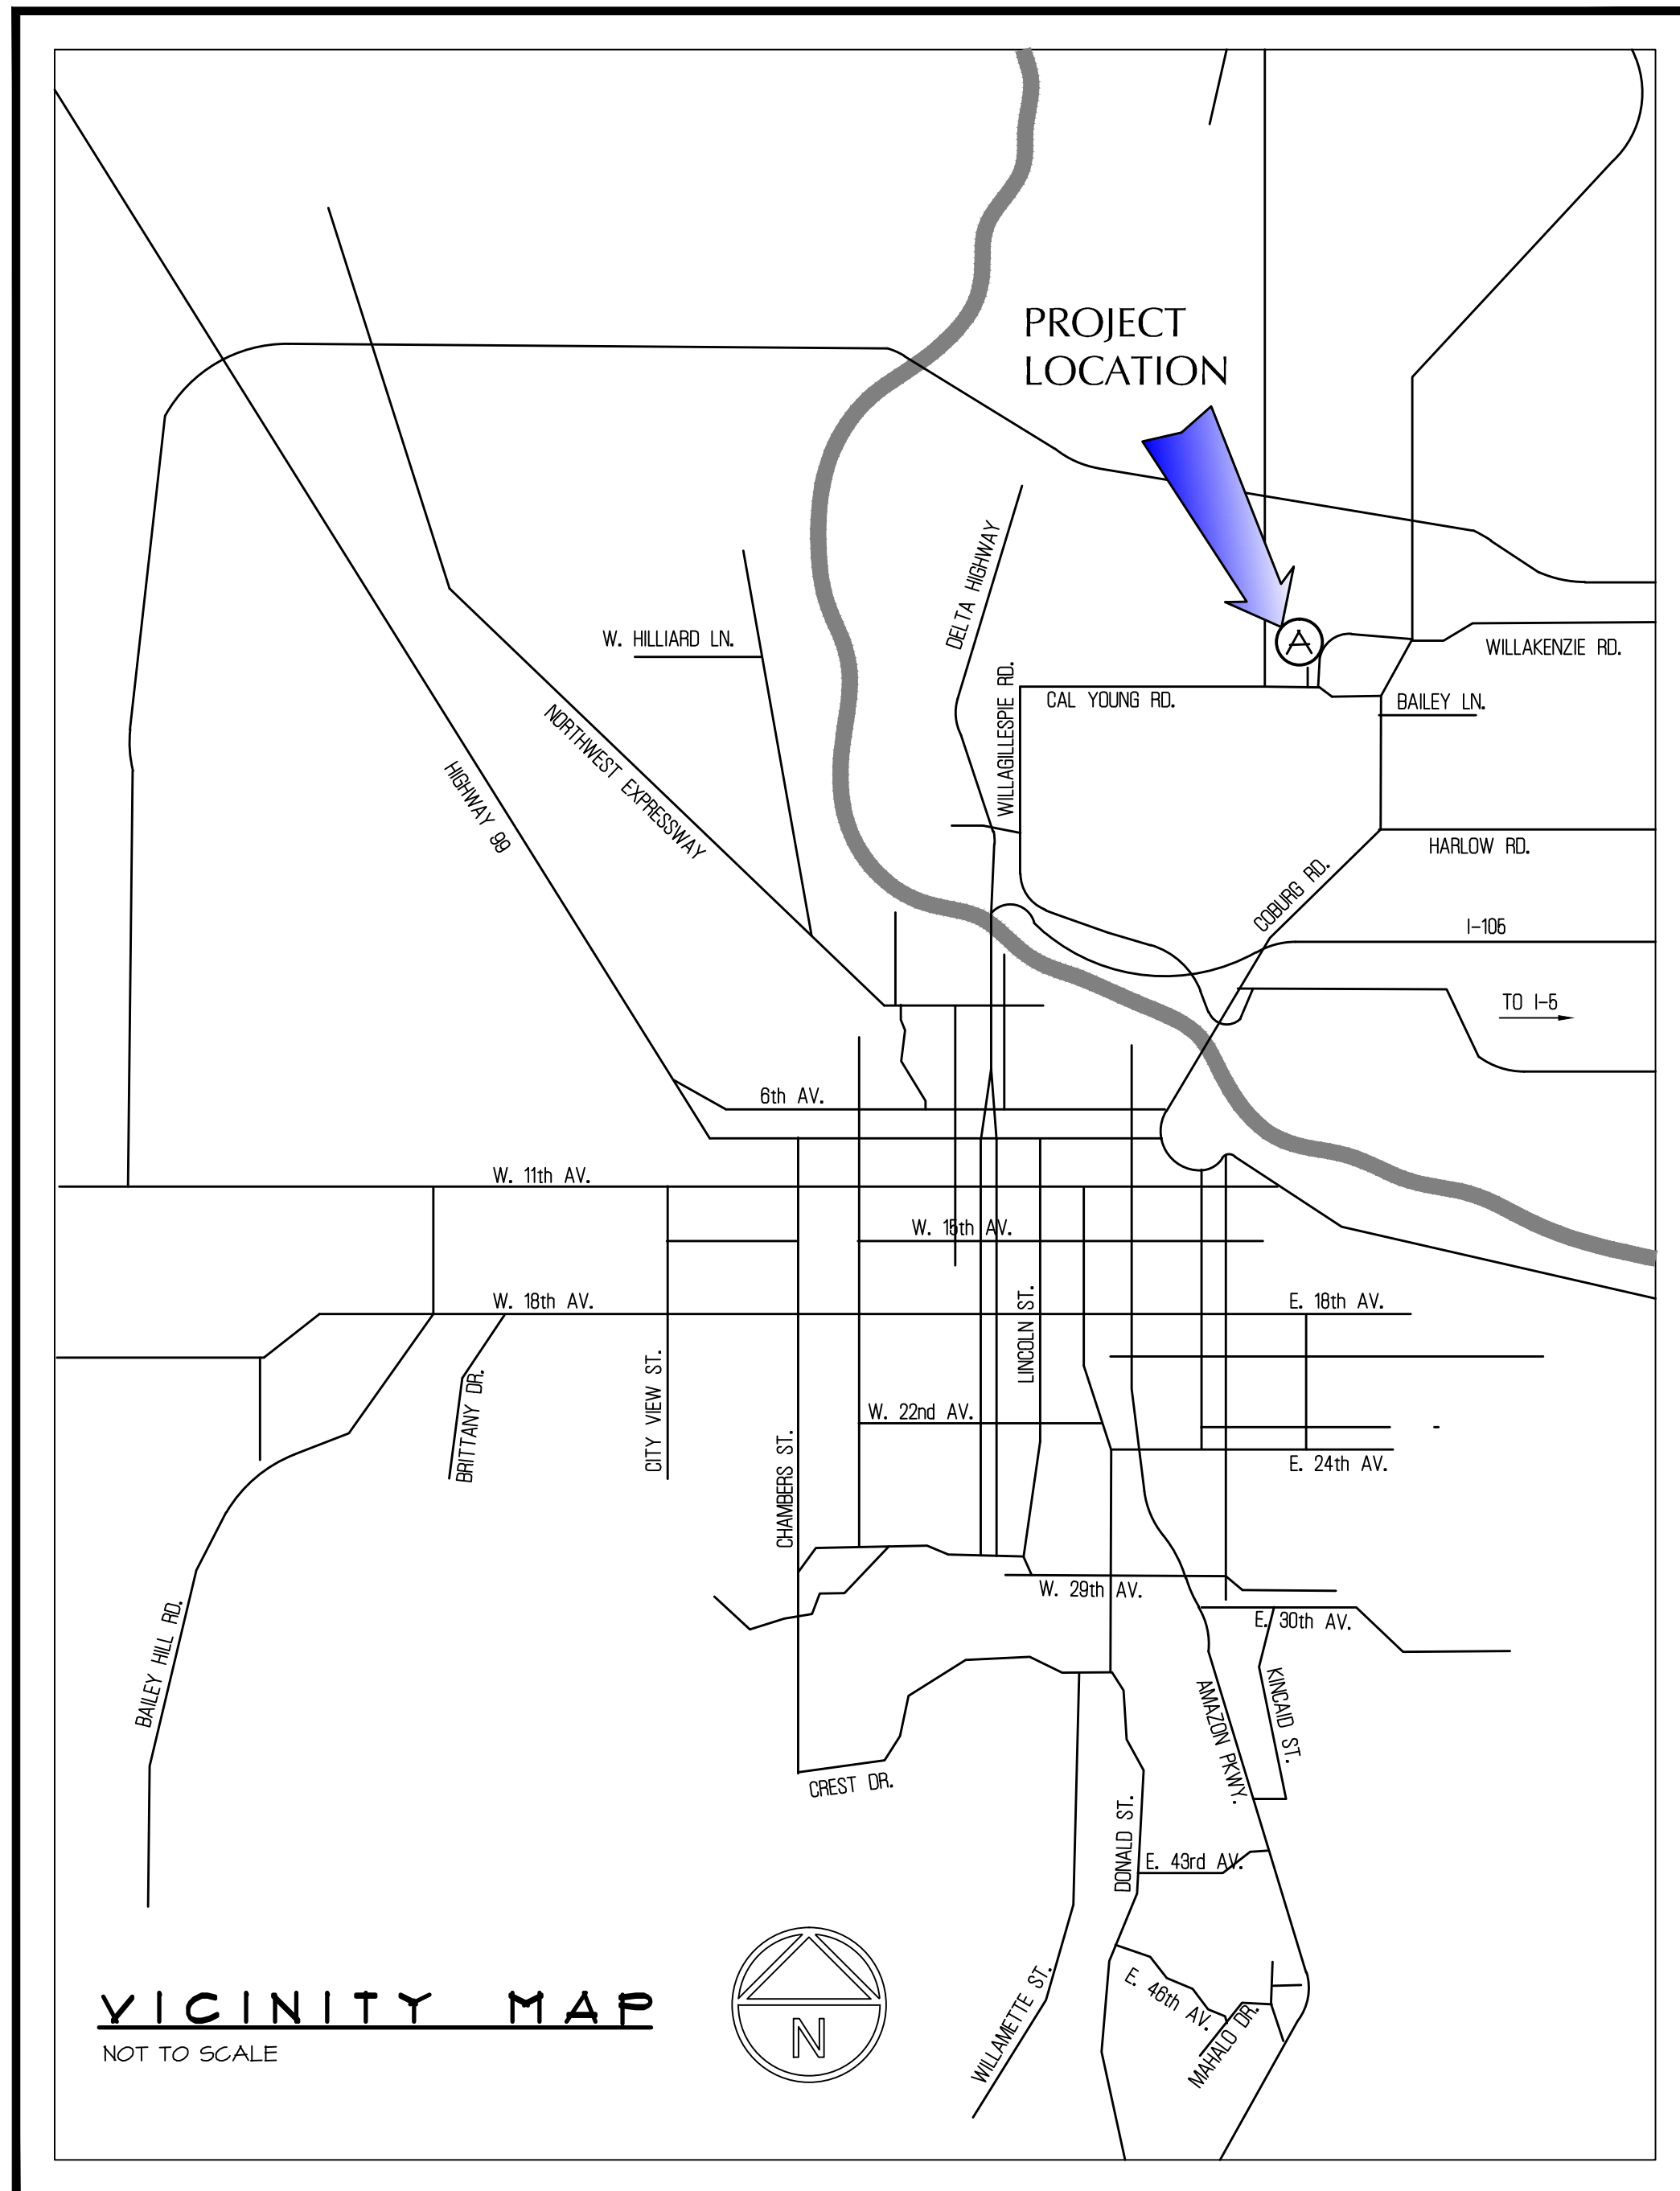 PROJECT
LOCATION
DELTA HIGHWAY
W. HILLIARD LN.
A
WILLAKENZIE RD.
WILLAGILLESPIE RD.
CAL YOUNG RD.
BAILEY LN.
NORTHWEST EXPRESSWAY
HIGHWAY 99
HARLOW RD.
COBURG RD.
I-105
TO I-5
6th AV.
W. 11th AV.
W. 15th AV.
W. 18th AV.
E. 18th AV.
LINCOLN ST.
BRITTANY DR.
CITY VIEW ST.
W. 22nd AV.
CHAMBERS ST.
E. 24th AV.
W. 29th AV.
E. 30th AV.
BAILEY HILL RD.
KINCAID ST.
AMAZON PKWY.
CREST DR.
DONALD ST.
E. 43rd AV.
WILLAMETTE ST.
E. 46th AV.
MAHALO DR.
VICINITY MAP
NOT TO SCALE
N